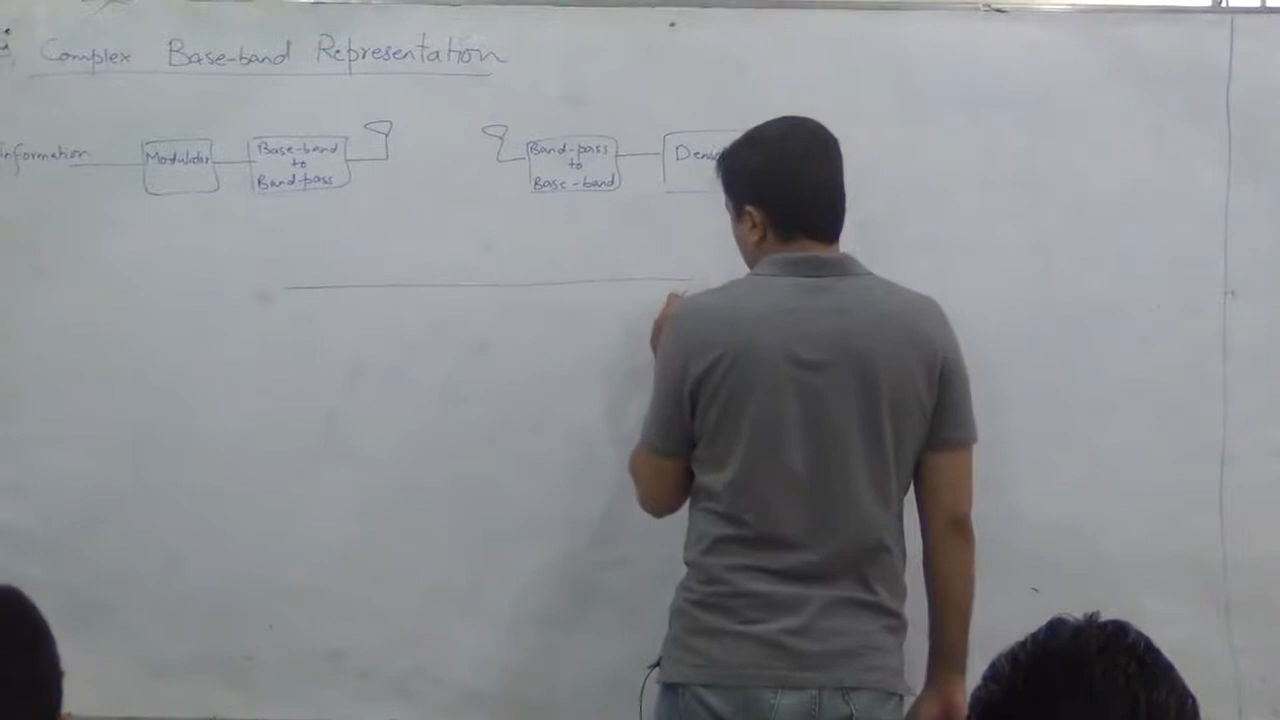 Complex Base-band Representation
information
Modulator
Base-band
to
Band-pass
Band-pass
to
Base-band